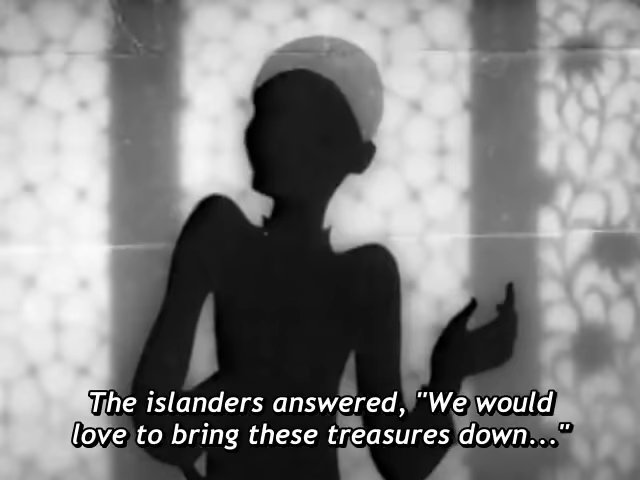 The islanders answered, "We would
love to bring these treasures down..."